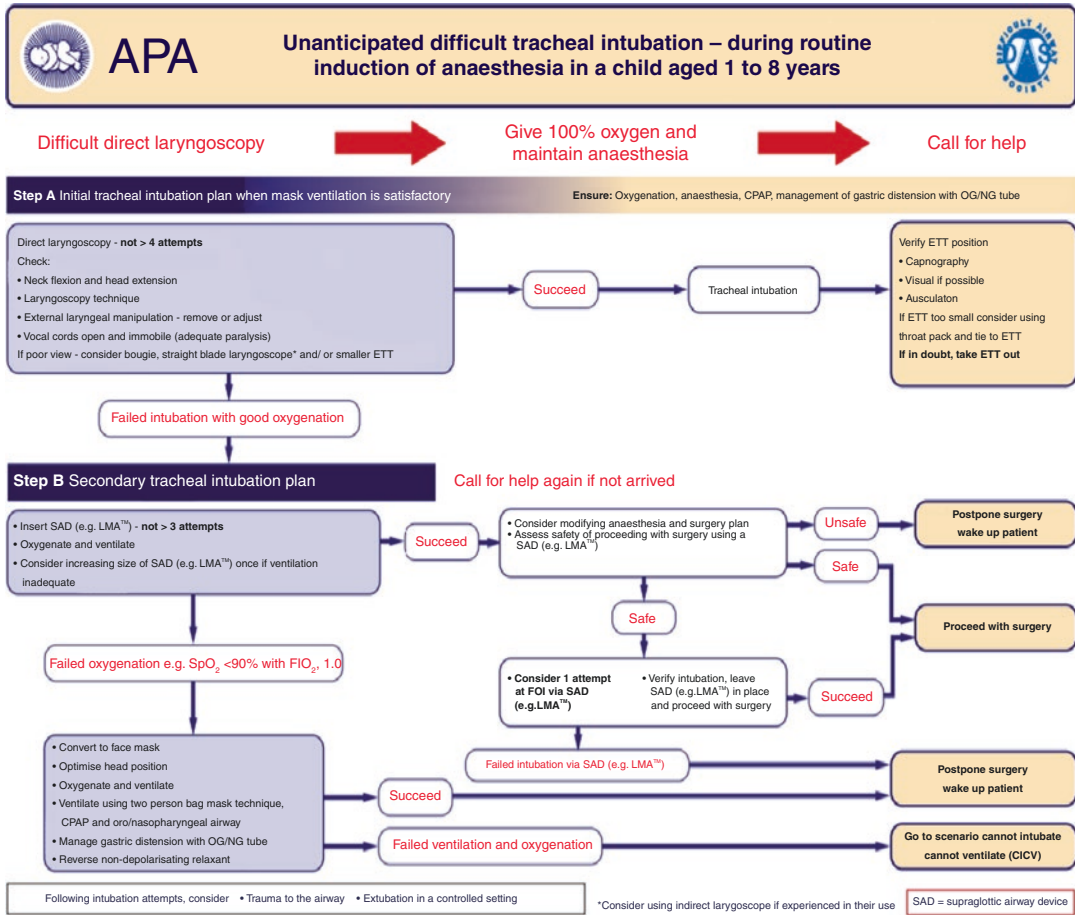 APA
Unanticipated difficult tracheal intubation – during routine
induction of anaesthesia in a child aged 1 to 8 years
DIFFICULT AIRWAY
DAS
SOCIETY
Difficult direct laryngoscopy
Give 100% oxygen and
maintain anaesthesia
Call for help
Step A Initial tracheal intubation plan when mask ventilation is satisfactory
Ensure: Oxygenation, anaesthesia, CPAP, management of gastric distension with OG/NG tube
Direct laryngoscopy - not > 4 attempts
Check:
• Neck flexion and head extension
• Laryngoscopy technique
• External laryngeal manipulation - remove or adjust
• Vocal cords open and immobile (adequate paralysis)
If poor view - consider bougie, straight blade laryngoscope* and/ or smaller ETT
Succeed
Tracheal intubation
Verify ETT position
• Capnography
• Visual if possible
• Ausculaton
If ETT too small consider using
throat pack and tie to ETT
If in doubt, take ETT out
Failed intubation with good oxygenation
Step B Secondary tracheal intubation plan
Call for help again if not arrived
• Insert SAD (e.g. LMA™) - not > 3 attempts
• Oxygenate and ventilate
• Consider increasing size of SAD (e.g. LMA™) once if ventilation
inadequate
Succeed
• Consider modifying anaesthesia and surgery plan
• Assess safety of proceeding with surgery using a
SAD (e.g. LMA™)
Unsafe
Postpone surgery
wake up patient
Safe
Safe
Proceed with surgery
Failed oxygenation e.g. SpO₂ <90% with FIO₂, 1.0
• Consider 1 attempt
at FOI via SAD
(e.g.LMA™)
• Verify intubation, leave
SAD (e.g.LMA™) in place
and proceed with surgery
Succeed
Failed intubation via SAD (e.g. LMA™)
Postpone surgery
wake up patient
• Convert to face mask
• Optimise head position
• Oxygenate and ventilate
• Ventilate using two person bag mask technique,
CPAP and oro/nasopharyngeal airway
• Manage gastric distension with OG/NG tube
• Reverse non-depolarising relaxant
Succeed
Failed ventilation and oxygenation
Go to scenario cannot intubate
cannot ventilate (CICV)
Following intubation attempts, consider • Trauma to the airway • Extubation in a controlled setting
*Consider using indirect larygoscope if experienced in their use
SAD = supraglottic airway device